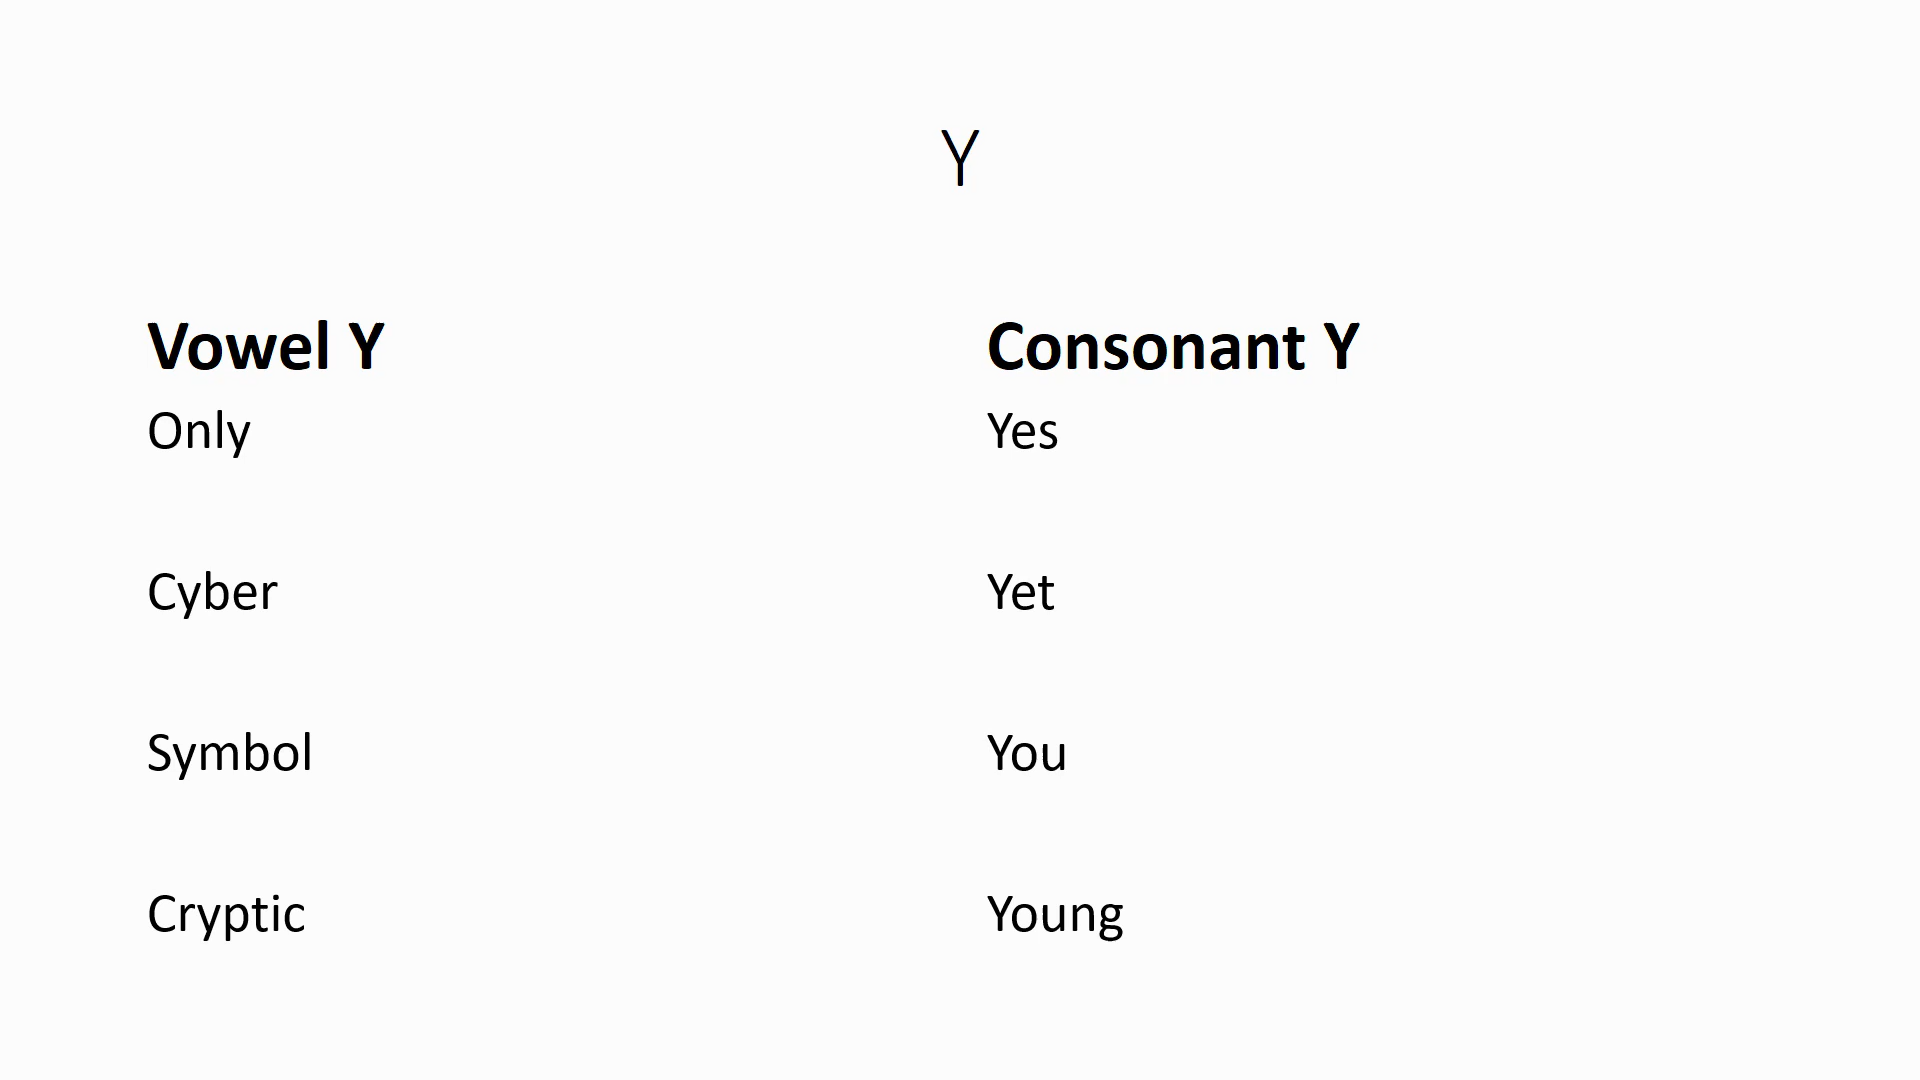 Y
Vowel Y
Only
Cyber
Symbol
Cryptic
Consonant Y
Yes
Yet
You
Young